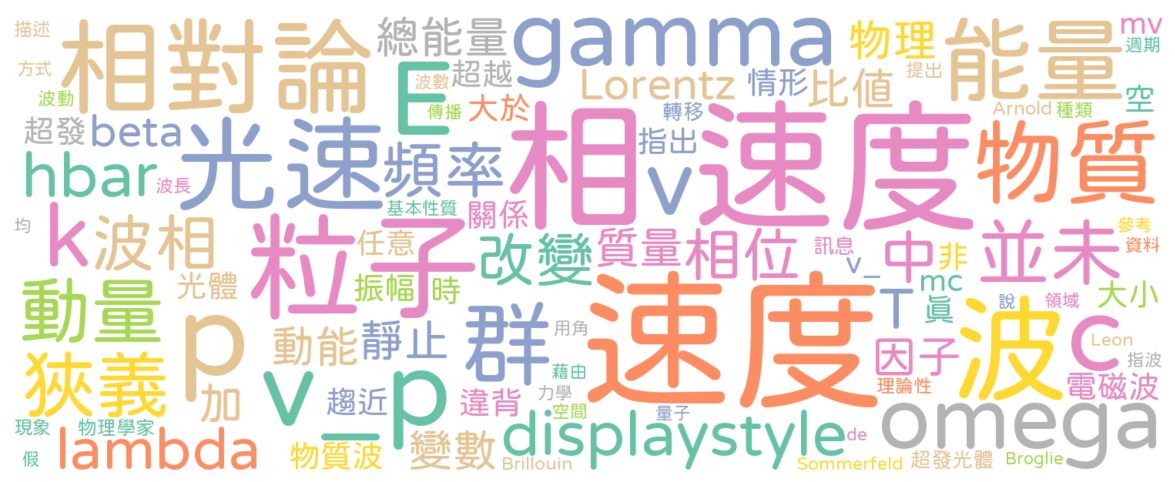 描述
相對論
總能量
gamma
物理
能量
mv
週期
方式
波動
E
波數
超越
傳播
大於
Lorentz
情形
比值
提出
空
Arnold
種類
超發
beta
光速
頻率
相速度
轉移
指出
v
物質
hbar
波長
基本性質
關係
均
k
波相
粒子
任意
改變
質量
相位
訊息
v_
中
非
並未
參考
資料
光體
振幅
時
mc
眞
T
說
領域
大小
動量
p
動能
靜止
群
用角
速度
因子
波
c
Leon
指波
狹義
加
v_p
趨近
違背
藉由
力學
空間
量子
理論性
電磁波
現象
物理學家
假
lambda
物質波
變數
displaystyle
de
omega
Brillouin
Sommerfeld
超發光體
Broglie